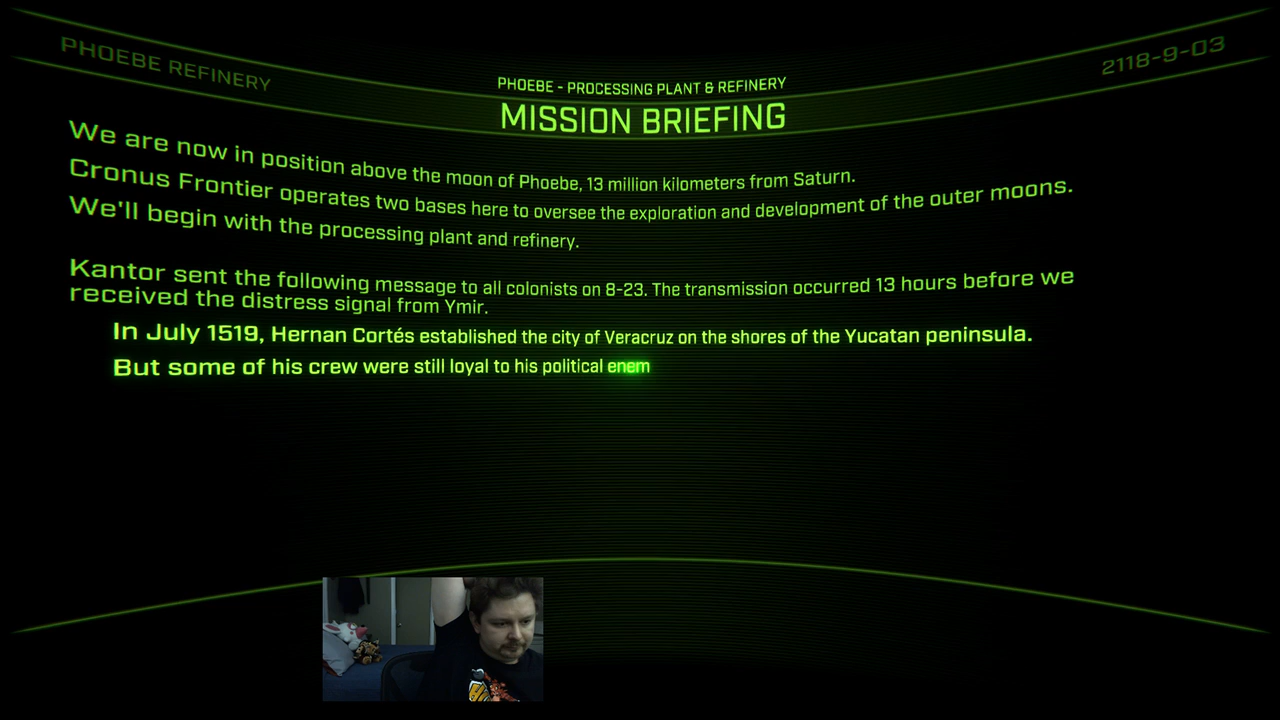 PHOEBE REFINERY
2118-9-03
PHOEBE - PROCESSING PLANT & REFINERY
MISSION BRIEFING
We are now in position above the moon of Phoebe, 13 million kilometers from Saturn.
Cronus Frontier operates two bases here to oversee the exploration and development of the outer moons.
We'll begin with the processing plant and refinery.
Kantor sent the following message to all colonists on 8-23. The transmission occurred 13 hours before we
received the distress signal from Ymir.
In July 1519, Hernan Cortés established the city of Veracruz on the shores of the Yucatan peninsula.
But some of his crew were still loyal to his political enem